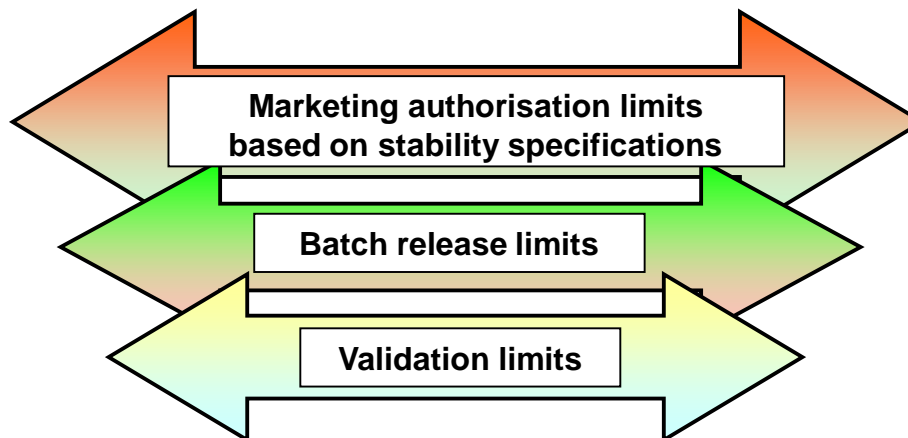 Marketing authorisation limits
based on stability specifications
Batch release limits
Validation limits